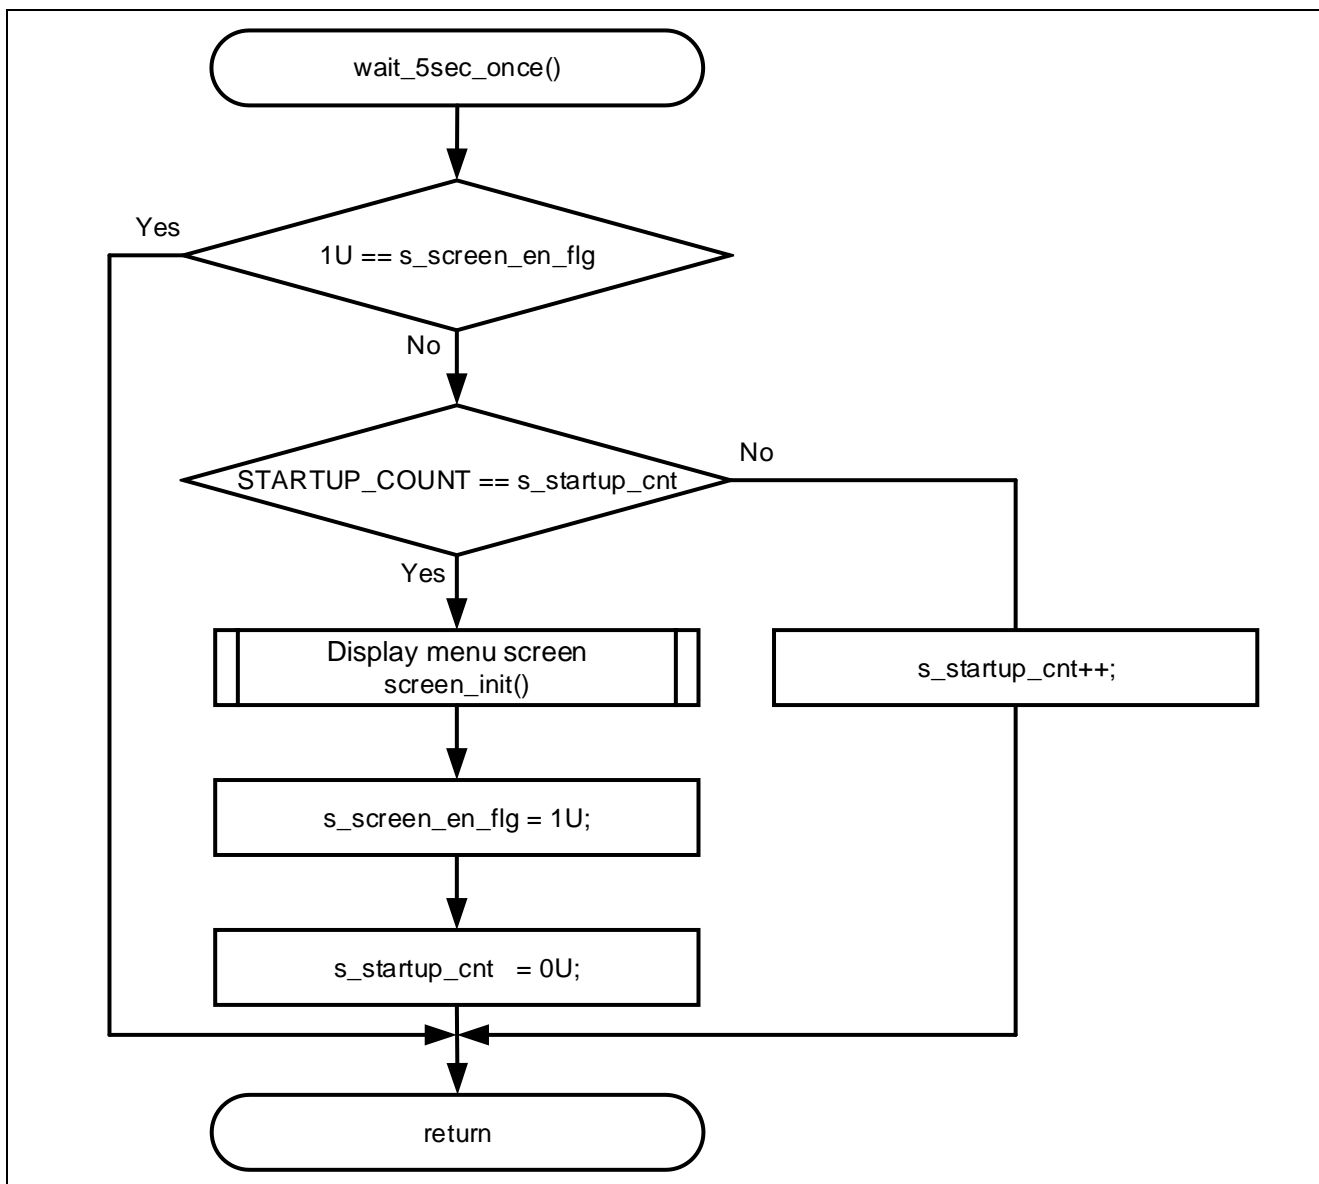 wait_5sec_once()
Yes
1U == s_screen_en_flg
No
STARTUP_COUNT == s_startup_cnt
No
Yes
Display menu screen
screen_init()
s_startup_cnt++;
s_screen_en_flg = 1U;
s_startup_cnt   = 0U;
return